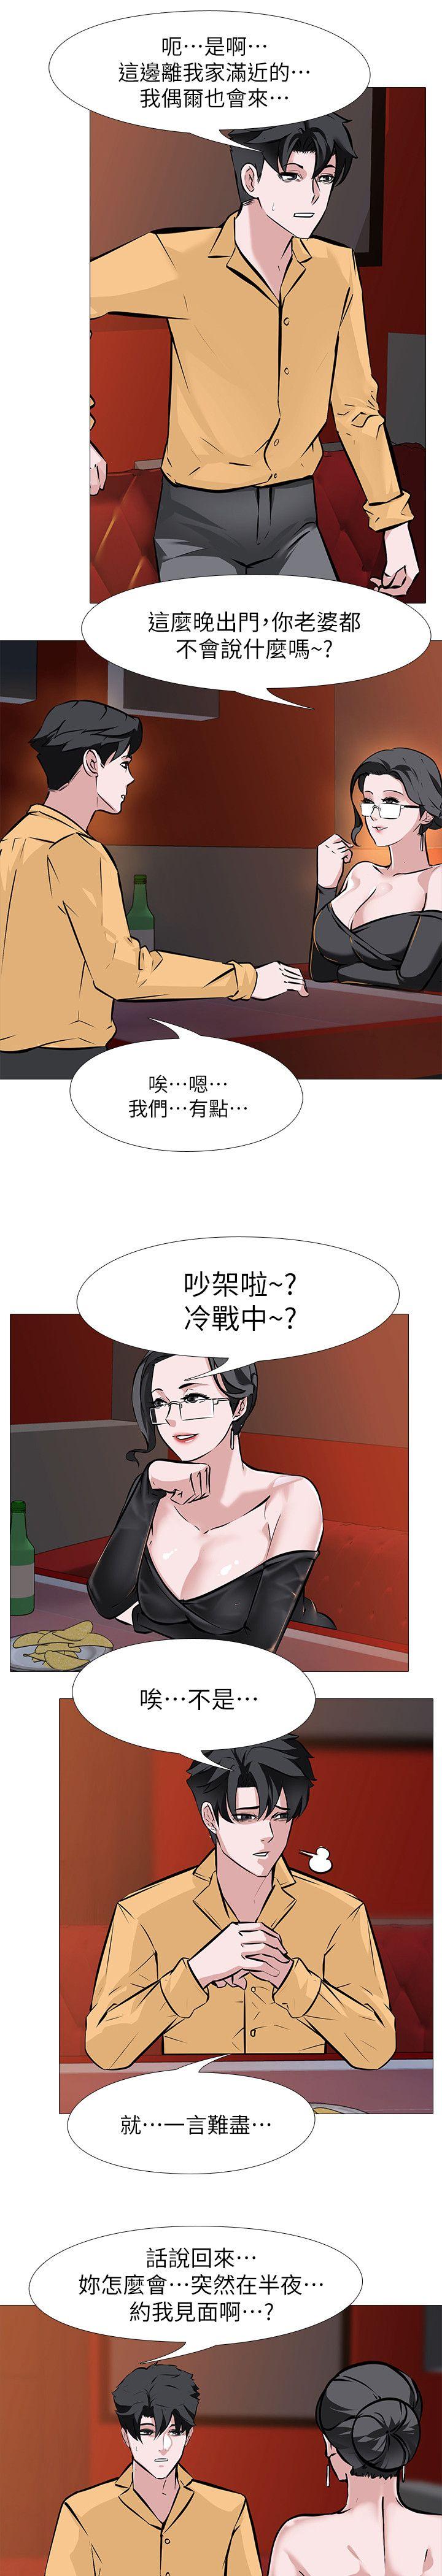 呃⋯是啊⋯
這邊離我家滿近的⋯
我偶爾也會來⋯
這麼晚出門，你老婆都
不會說什麼嗎~?
唉⋯嗯⋯
我們⋯有點⋯
吵架啦~?
冷戰中~?
唉⋯不是⋯
就⋯一言難盡⋯
話說回來⋯
妳怎麼會⋯突然在半夜⋯
約我見面啊⋯?